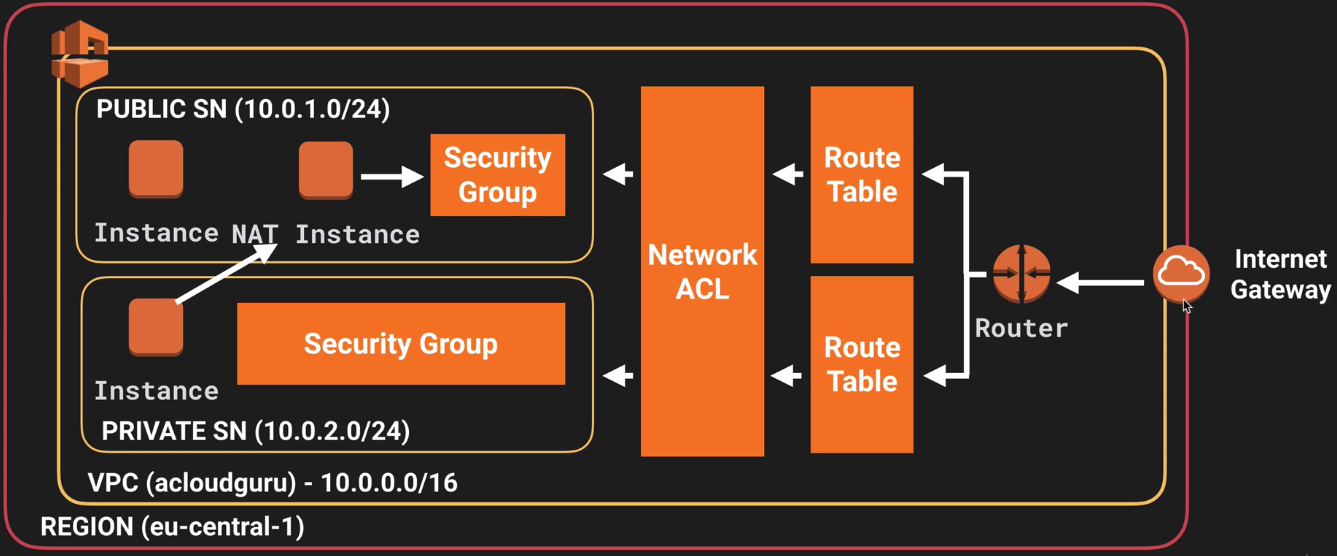 PUBLIC SN (10.0.1.0/24)
Security
Group
Instance
NAT Instance
Security Group
Instance
PRIVATE SN (10.0.2.0/24)
VPC (acloudguru) - 10.0.0.0/16
REGION (eu-central-1)
Network
ACL
Route
Table
Route
Table
Router
Internet
Gateway